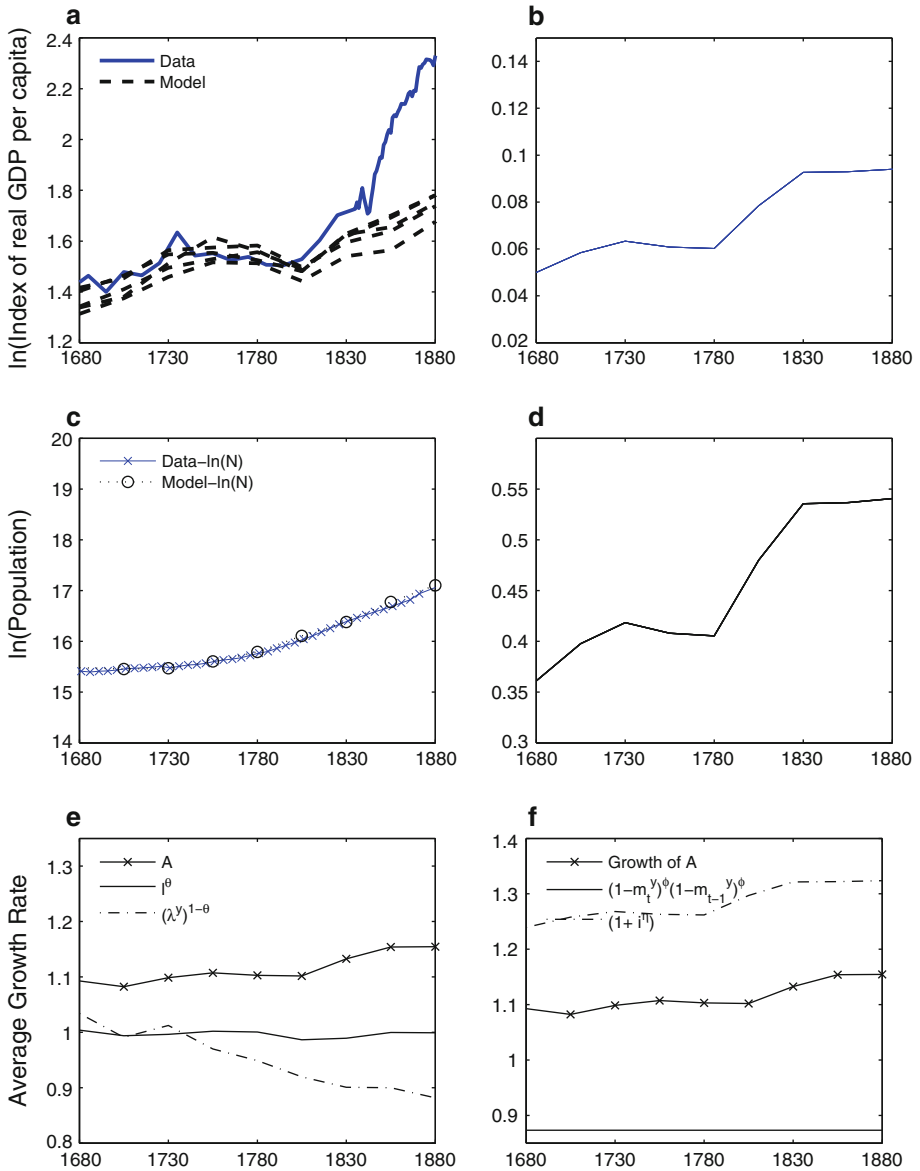 a
ln(Index of real GDP per capita)
2.4
2.2
2
1.8
1.6
1.4
1.2
Data
Model
1680 1730 1780 1830 1880
b
0.15
0.14
0.12
0.1
0.08
0.06
0.04
0.02
1680 1730 1780 1830 1880
c
ln(Population)
20
19
18
17
16
15
14
Data−ln(N)
Model−ln(N)
1680 1730 1780 1830 1880
d
0.55
0.5
0.45
0.4
0.35
0.3
1680 1730 1780 1830 1880
e
Average Growth Rate
1.3
1.2
1.1
1
0.9
0.8
A
l^θ
(λ^y)^{1−θ}
1680 1730 1780 1830 1880
f
1.4
1.3
1.2
1.1
1
0.9
Growth of A
(1−m_t^y)^ϕ(1−m_{t−1}^y)^ϕ
(1+ i^η)
1680 1730 1780 1830 1880